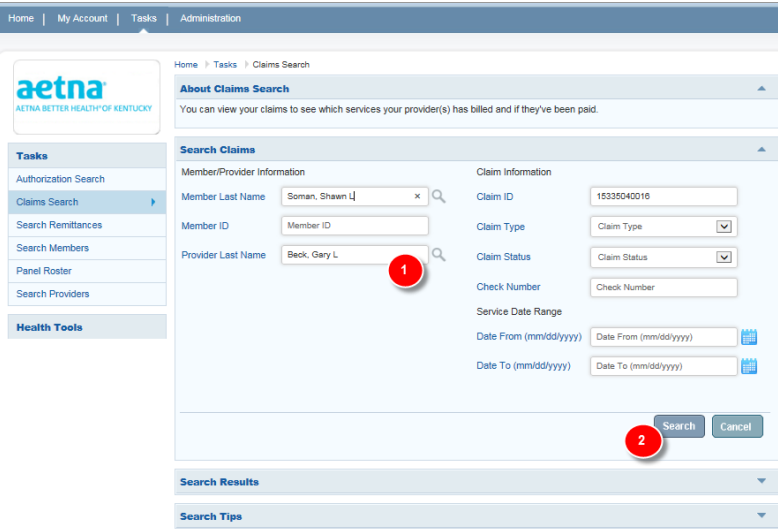 Home | My Account | Tasks | Administration
aetna
AETNA BETTER HEALTH® OF KENTUCKY
Tasks
Authorization Search
Claims Search
Search Remittances
Search Members
Panel Roster
Search Providers
Health Tools
Home Tasks Claims Search
About Claims Search
You can view your claims to see which services your provider(s) has billed and if they've been paid.
Search Claims
Member/Provider Information
Member Last Name Soman, Shawn L ×
Member ID Member ID
Provider Last Name Beck, Gary L
1
Claim Information
Claim ID 15335040016
Claim Type Claim Type
Claim Status Claim Status
Check Number Check Number
Service Date Range
Date From (mm/dd/yyyy) Date From (mm/dd/yyyy)
Date To (mm/dd/yyyy) Date To (mm/dd/yyyy)
2
Search Cancel
Search Results
Search Tips